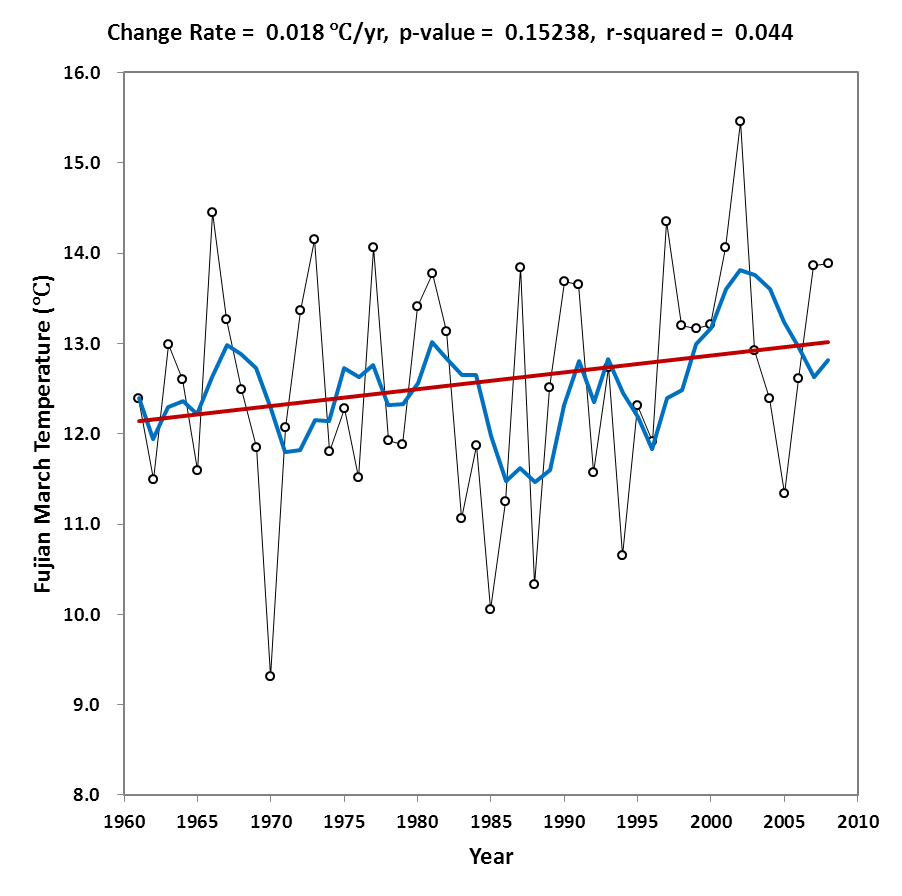 Change Rate = 0.018 ℃/yr, p-value = 0.15238, r-squared = 0.044
16.0
15.0
14.0
13.0
12.0
11.0
10.0
9.0
8.0
Fujian March Temperature (℃)
1960 1965 1970 1975 1980 1985 1990 1995 2000 2005 2010
Year